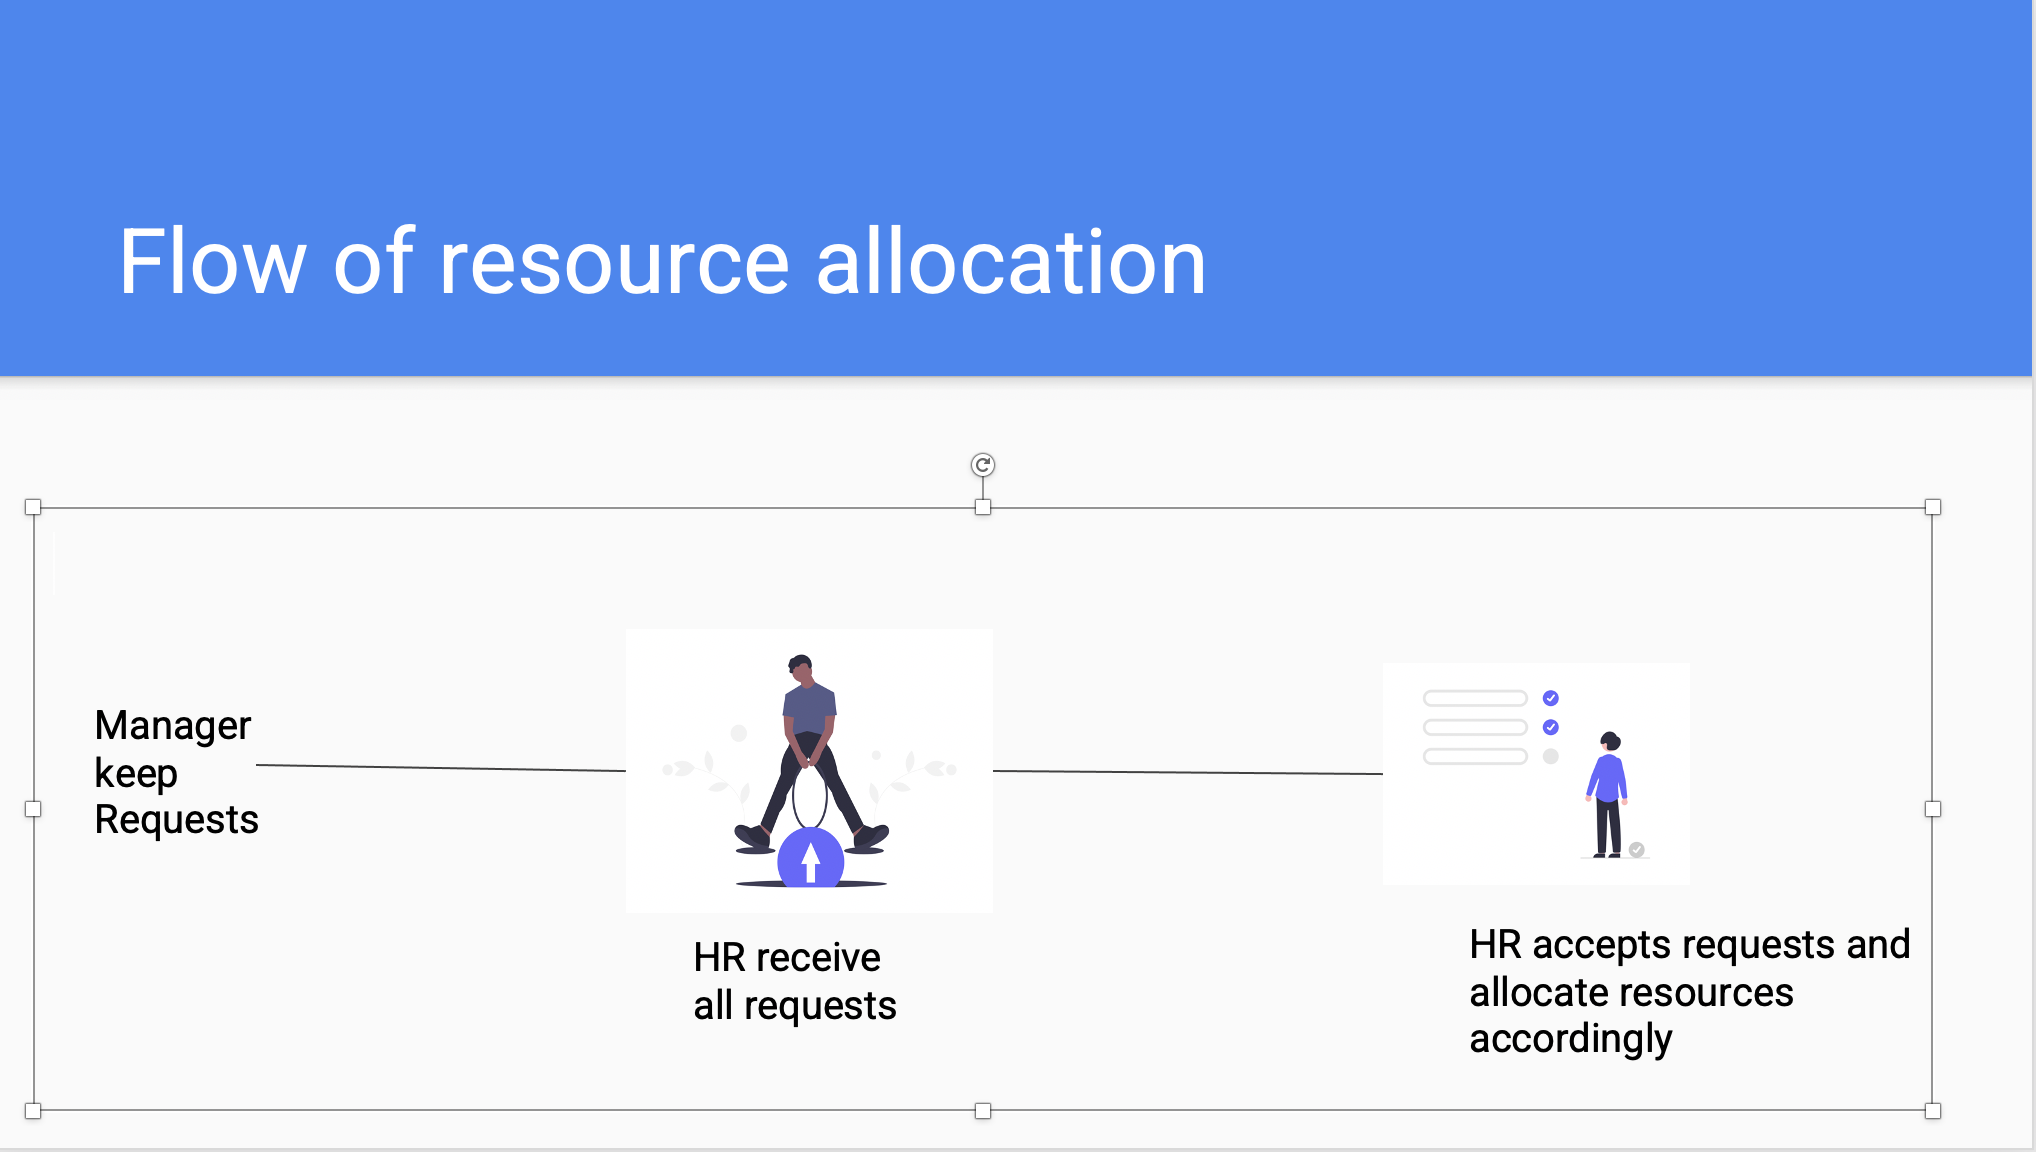 Flow of resource allocation
Manager
keep
Requests
HR receive
all requests
HR accepts requests and
allocate resources
accordingly